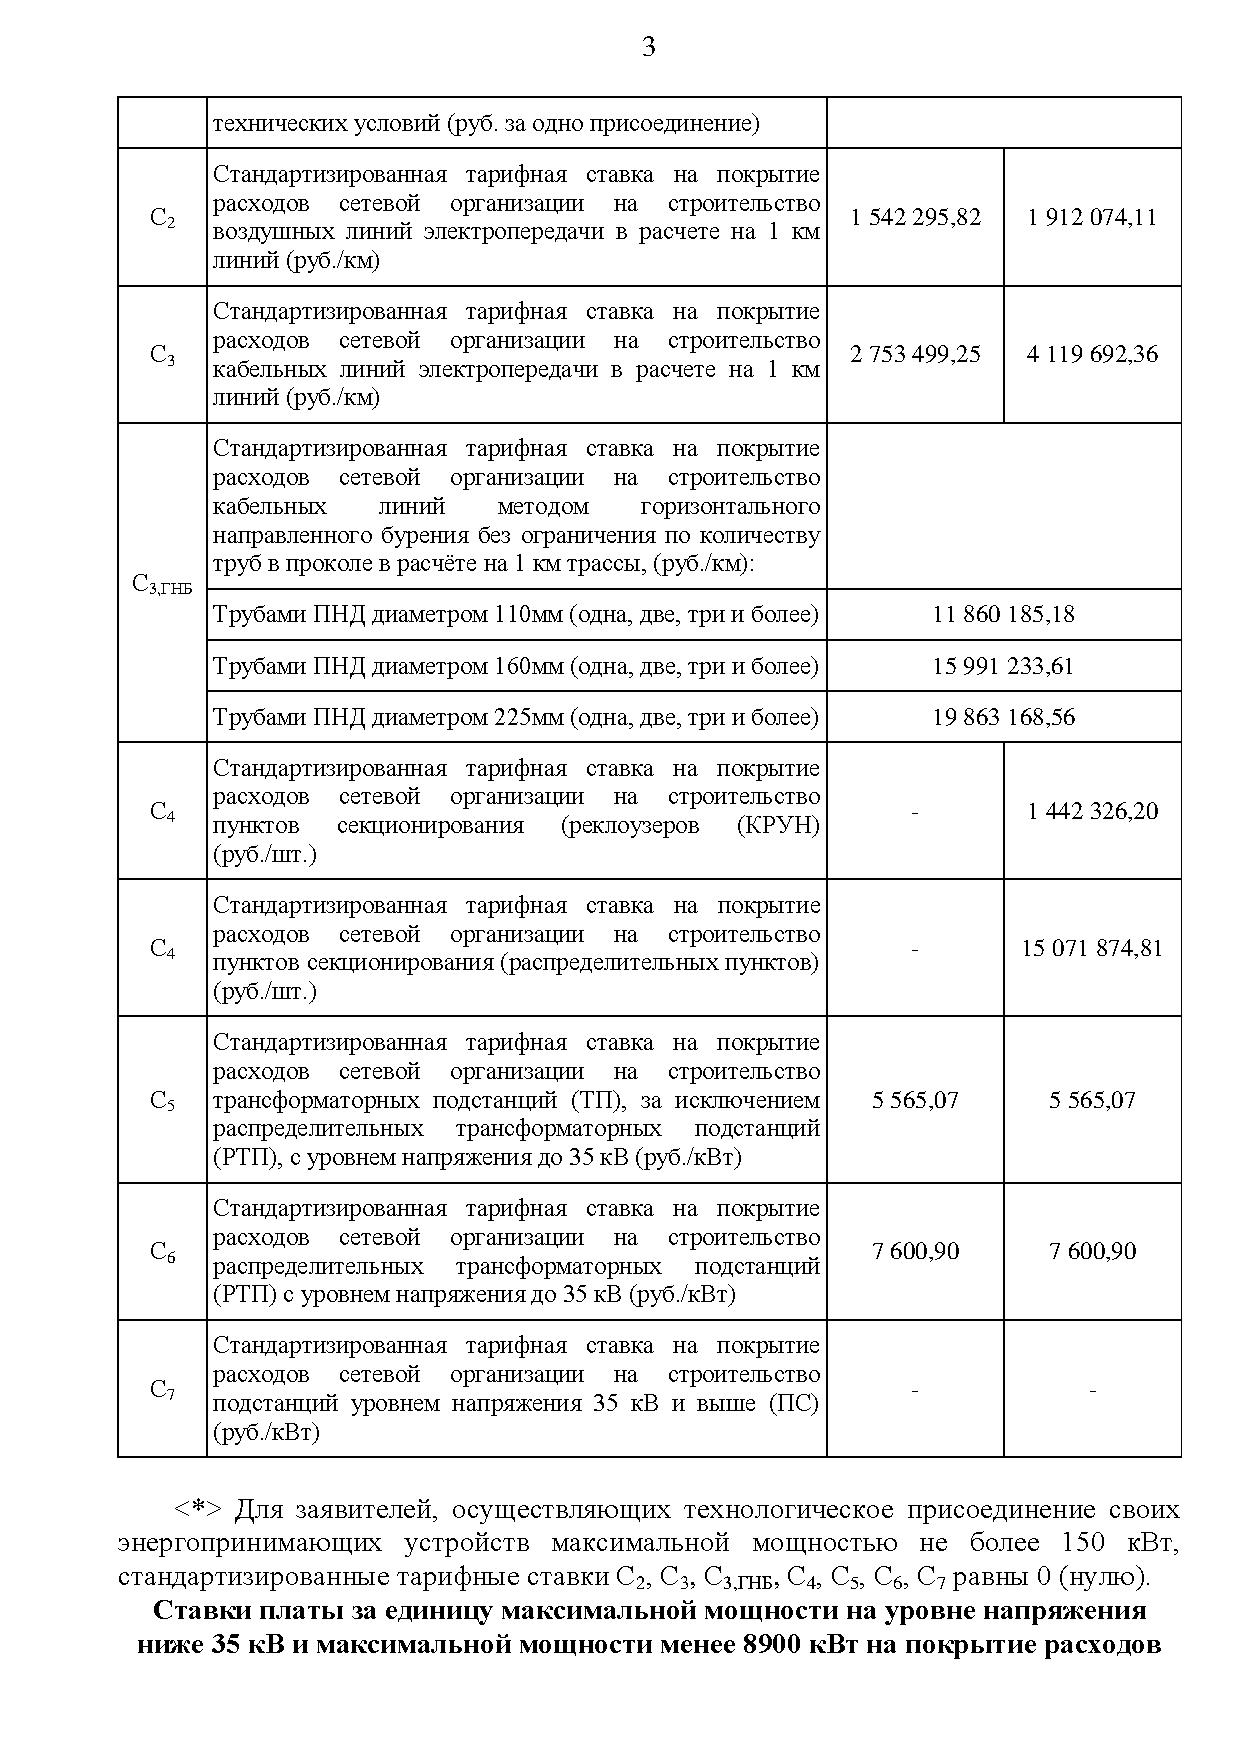 3
технических условий (руб. за одно присоединение)
С2
Стандартизированная тарифная ставка на покрытие
расходов сетевой организации на строительство
воздушных линий электропередачи в расчете на 1 км
линий (руб./км)
1 542 295,82
1 912 074,11
С3
Стандартизированная тарифная ставка на покрытие
расходов сетевой организации на строительство
кабельных линий электропередачи в расчете на 1 км
линий (руб./км)
2 753 499,25
4 119 692,36
С3,ГНБ
Стандартизированная тарифная ставка на покрытие
расходов сетевой организации на строительство
кабельных линий методом горизонтального
направленного бурения без ограничения по количеству
труб в проколе в расчёте на 1 км трассы, (руб./км):
Трубами ПНД диаметром 110мм (одна, две, три и более)
11 860 185,18
Трубами ПНД диаметром 160мм (одна, две, три и более)
15 991 233,61
Трубами ПНД диаметром 225мм (одна, две, три и более)
19 863 168,56
С4
Стандартизированная тарифная ставка на покрытие
расходов сетевой организации на строительство
пунктов секционирования (реклоузеров (КРУН)
(руб./шт.)
-
1 442 326,20
С4
Стандартизированная тарифная ставка на покрытие
расходов сетевой организации на строительство
пунктов секционирования (распределительных пунктов)
(руб./шт.)
-
15 071 874,81
С5
Стандартизированная тарифная ставка на покрытие
расходов сетевой организации на строительство
трансформаторных подстанций (ТП), за исключением
распределительных трансформаторных подстанций
(РТП), с уровнем напряжения до 35 кВ (руб./кВт)
5 565,07
5 565,07
С6
Стандартизированная тарифная ставка на покрытие
расходов сетевой организации на строительство
распределительных трансформаторных подстанций
(РТП) с уровнем напряжения до 35 кВ (руб./кВт)
7 600,90
7 600,90
С7
Стандартизированная тарифная ставка на покрытие
расходов сетевой организации на строительство
подстанций уровнем напряжения 35 кВ и выше (ПС)
(руб./кВт)
-
-
<*> Для заявителей, осуществляющих технологическое присоединение своих
энергопринимающих устройств максимальной мощностью не более 150 кВт,
стандартизированные тарифные ставки С2, С3, С3,ГНБ, С4, С5, С6, С7 равны 0 (нулю).
Ставки платы за единицу максимальной мощности на уровне напряжения
ниже 35 кВ и максимальной мощности менее 8900 кВт на покрытие расходов